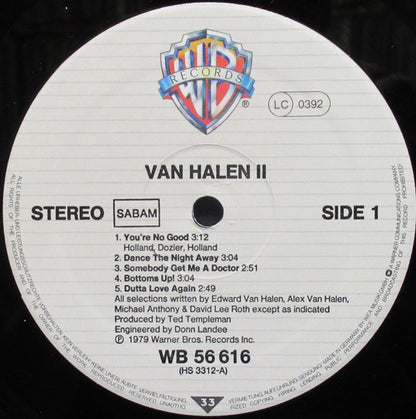 WB
RECORDS
®
LC 0392
VAN HALEN II
STEREO
SABAM
SIDE 1
1. You're No Good 3:12
Holland, Dozier, Holland
2. Dance The Night Away 3:04
3. Somebody Get Me A Doctor 2:51
4. Bottoms Up! 3:04
5. Outta Love Again 2:49
All selections written by Edward Van Halen, Alex Van Halen,
Michael Anthony & David Lee Roth except as indicated
Produced by Ted Templeman
Engineered by Donn Landee
Ⓟ 1979 Warner Bros. Records Inc.
WB 56 616
(HS 3312-A)
33